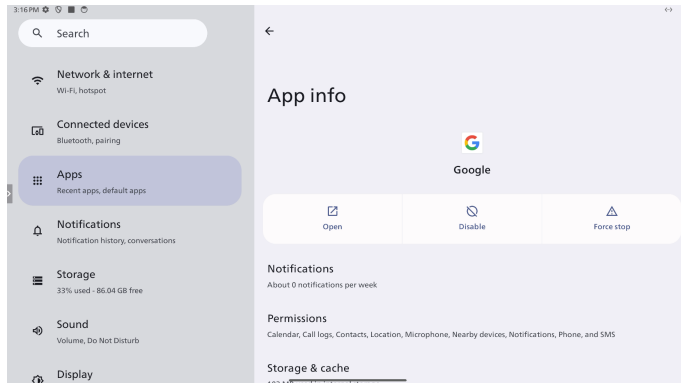 3:16 PM
Search
Network & internet
Wi-Fi, hotspot
Connected devices
Bluetooth, pairing
Apps
Recent apps, default apps
Notifications
Notification history, conversations
Storage
33% used - 86.04 GB free
Sound
Volume, Do Not Disturb
Display
App info
Google
Open
Disable
Force stop
Notifications
About 0 notifications per week
Permissions
Calendar, Call logs, Contacts, Location, Microphone, Nearby devices, Notifications, Phone, and SMS
Storage & cache